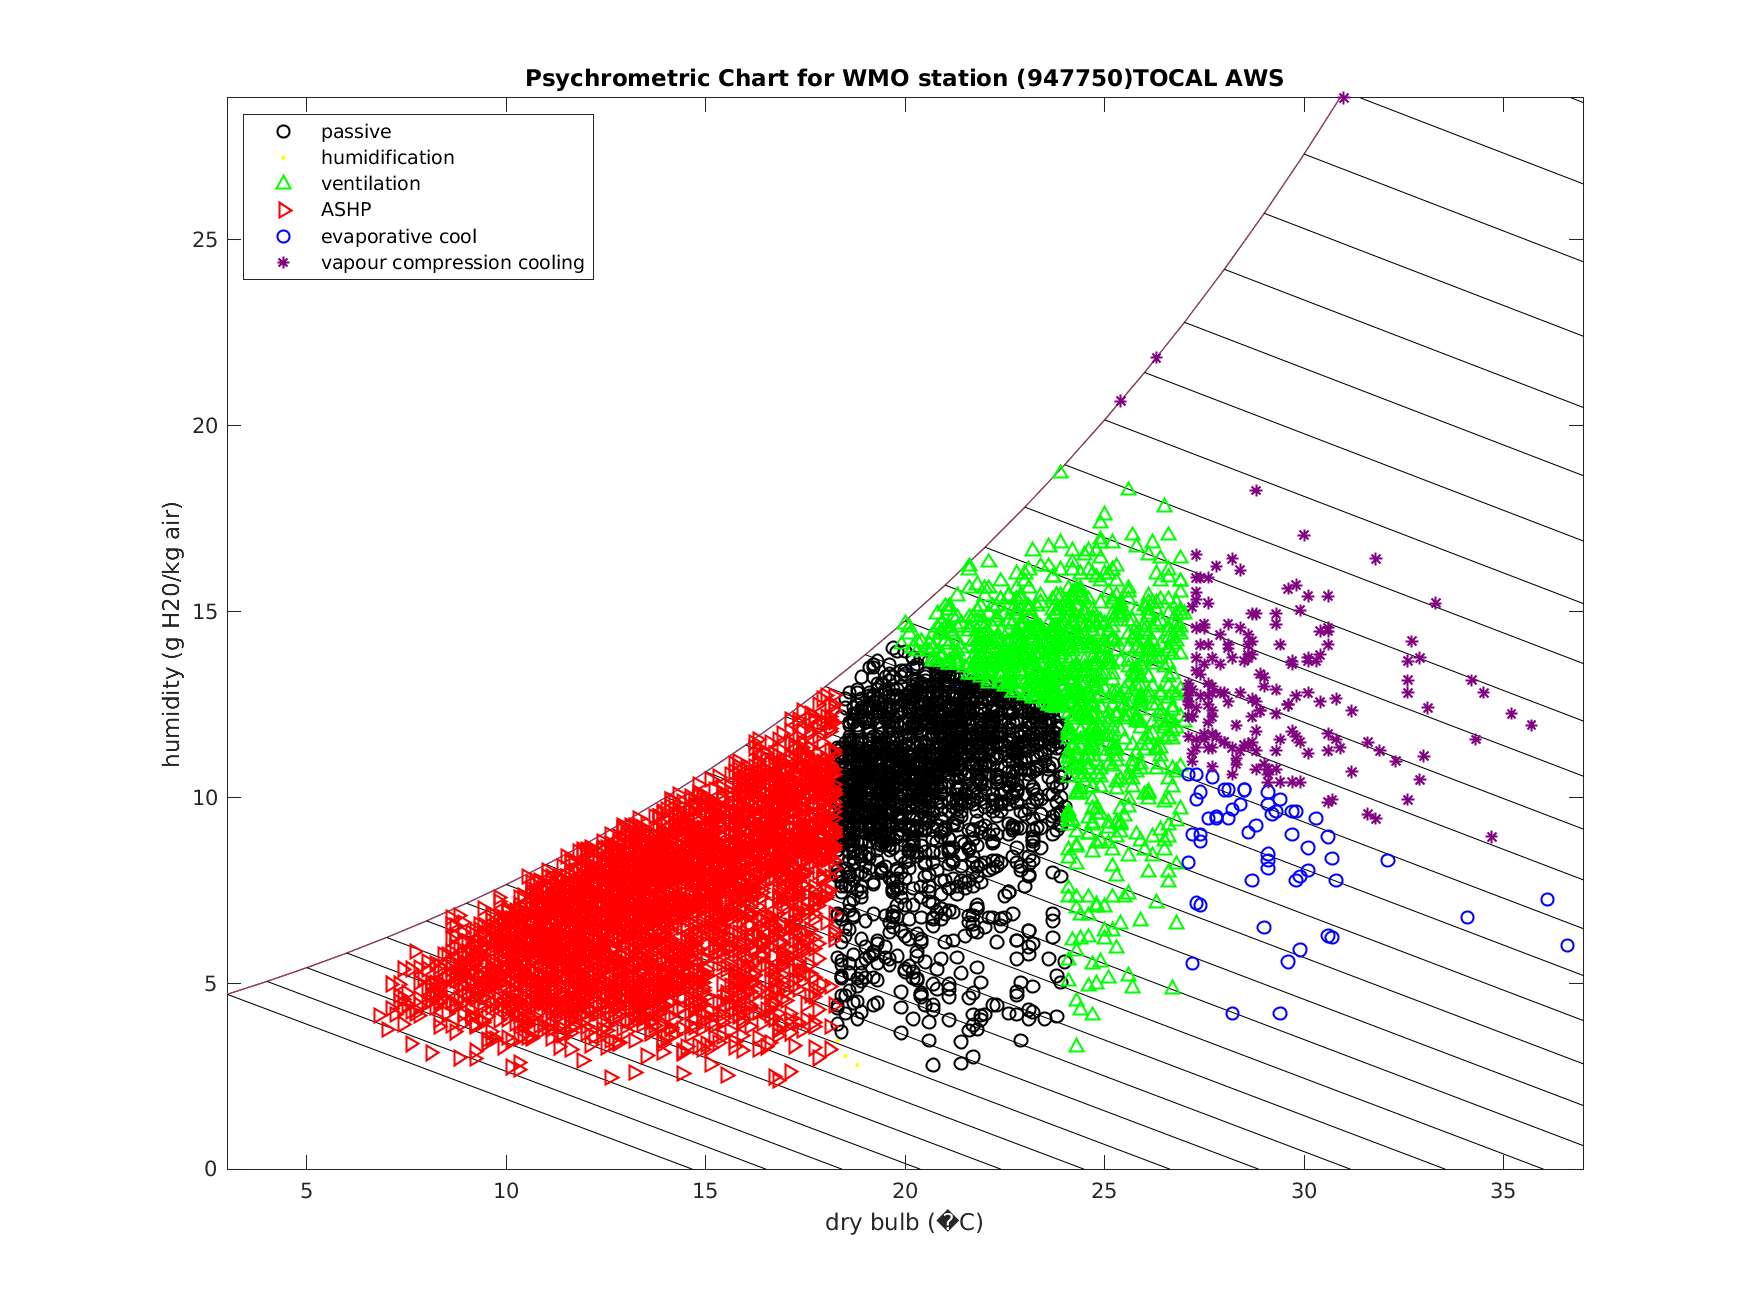 Psychrometric Chart for WMO station (947750)TOCAL AWS
passive
humidification
ventilation
ASHP
evaporative cool
vapour compression cooling
humidity (g H20/kg air)
25
20
15
10
5
0
5 10 15 20 25 30 35
dry bulb (�C)